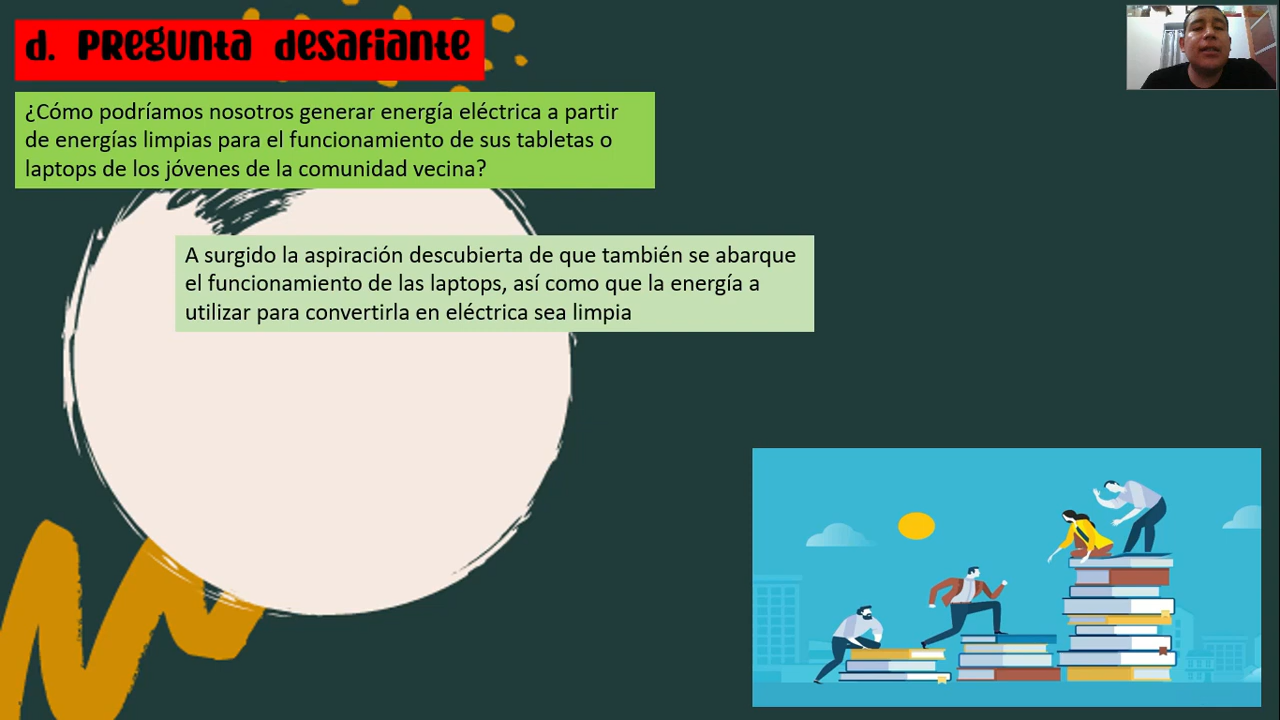 d. Pregunta desafiante
¿Cómo podríamos nosotros generar energía eléctrica a partir
de energías limpias para el funcionamiento de sus tabletas o
laptops de los jóvenes de la comunidad vecina?
A surgido la aspiración descubierta de que también se abarque
el funcionamiento de las laptops, así como que la energía a
utilizar para convertirla en eléctrica sea limpia